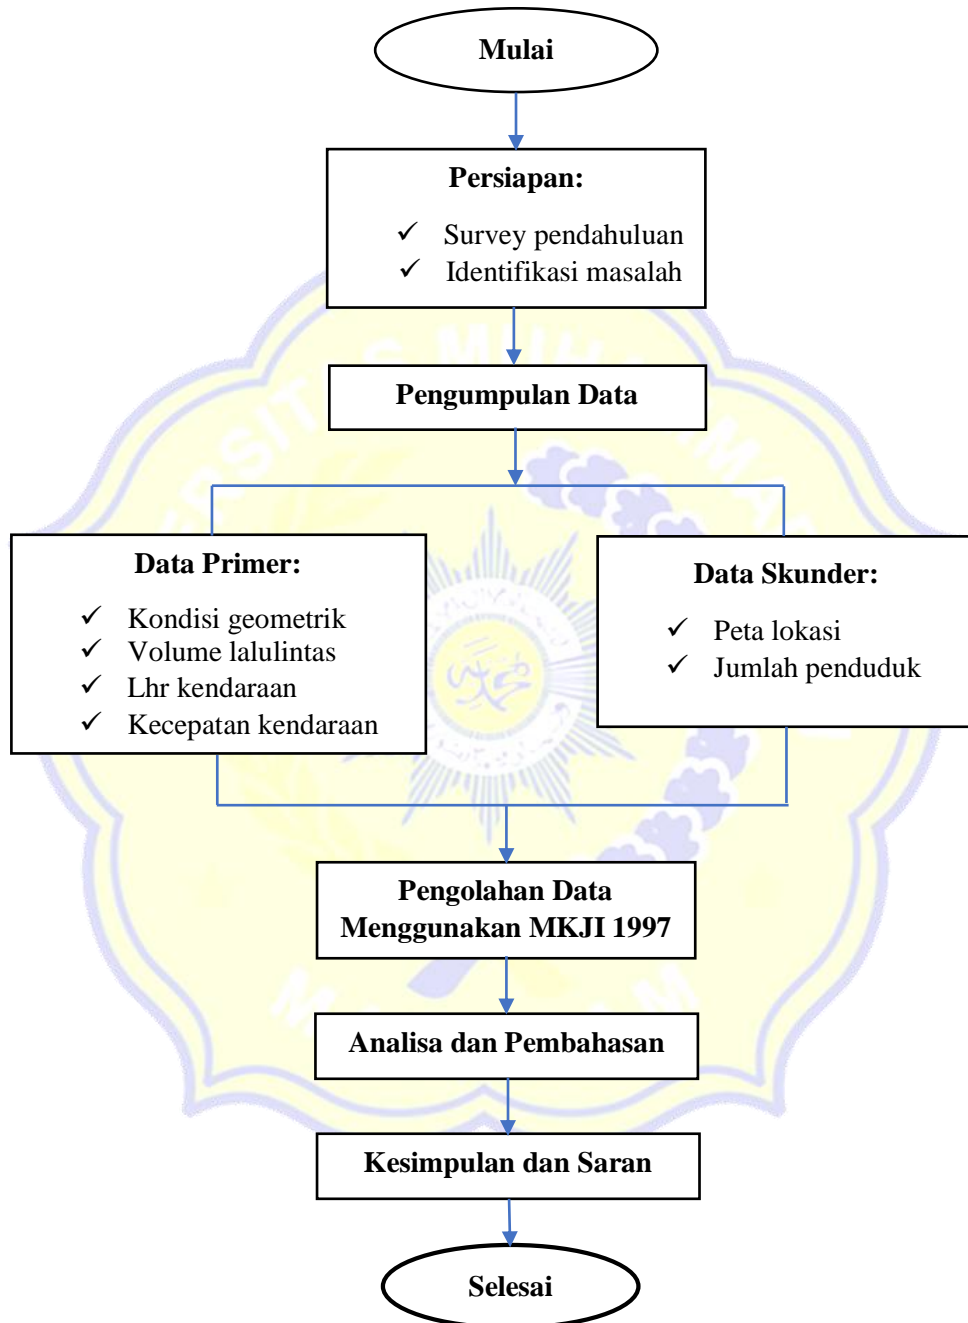 Mulai
Persiapan:
✓ Survey pendahuluan
✓ Identifikasi masalah
Pengumpulan Data
Data Primer:
✓ Kondisi geometrik
✓ Volume lalulintas
✓ Lhr kendaraan
✓ Kecepatan kendaraan
Data Skunder:
✓ Peta lokasi
✓ Jumlah penduduk
Pengolahan Data
Menggunakan MKJI 1997
Analisa dan Pembahasan
Kesimpulan dan Saran
Selesai